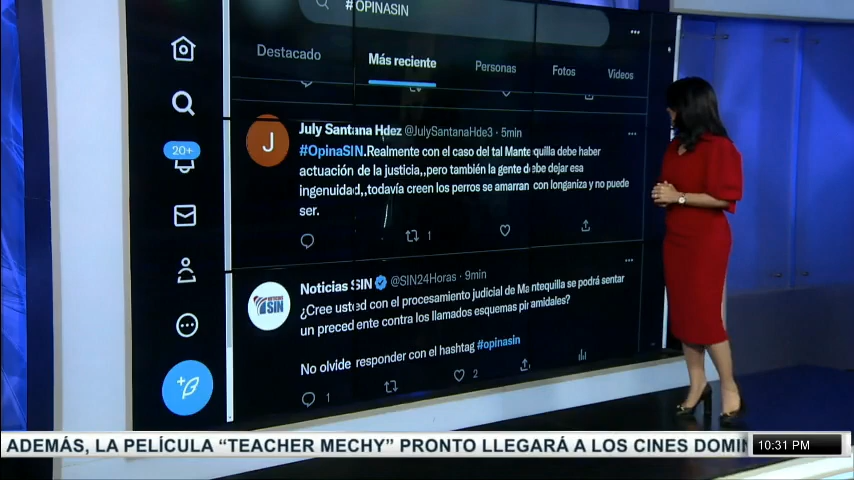 #OPINASIN
Destacado
Más reciente
Personas
Fotos
Videos
20+
J
July Santana Hdez @JulySantanaHde3 · 5min
#OpinaSIN.Realmente con el caso del tal Mantequilla debe haber
actuación de la justicia,,pero también la gente debe dejar esa
ingenuidad,,todavía creen los perros se amarran con longaniza y no puede
ser.
1
NOTICIAS
SIN
Noticias SIN @SIN24Horas · 9min
¿Cree usted con el procesamiento judicial de Mantequilla se podrá sentar
un precedente contra los llamados esquemas piramidales?
No olvide responder con el hashtag #opinasin
1
2
ADEMÁS, LA PELÍCULA “TEACHER MECHY” PRONTO LLEGARÁ A LOS CINES
10:31 PM